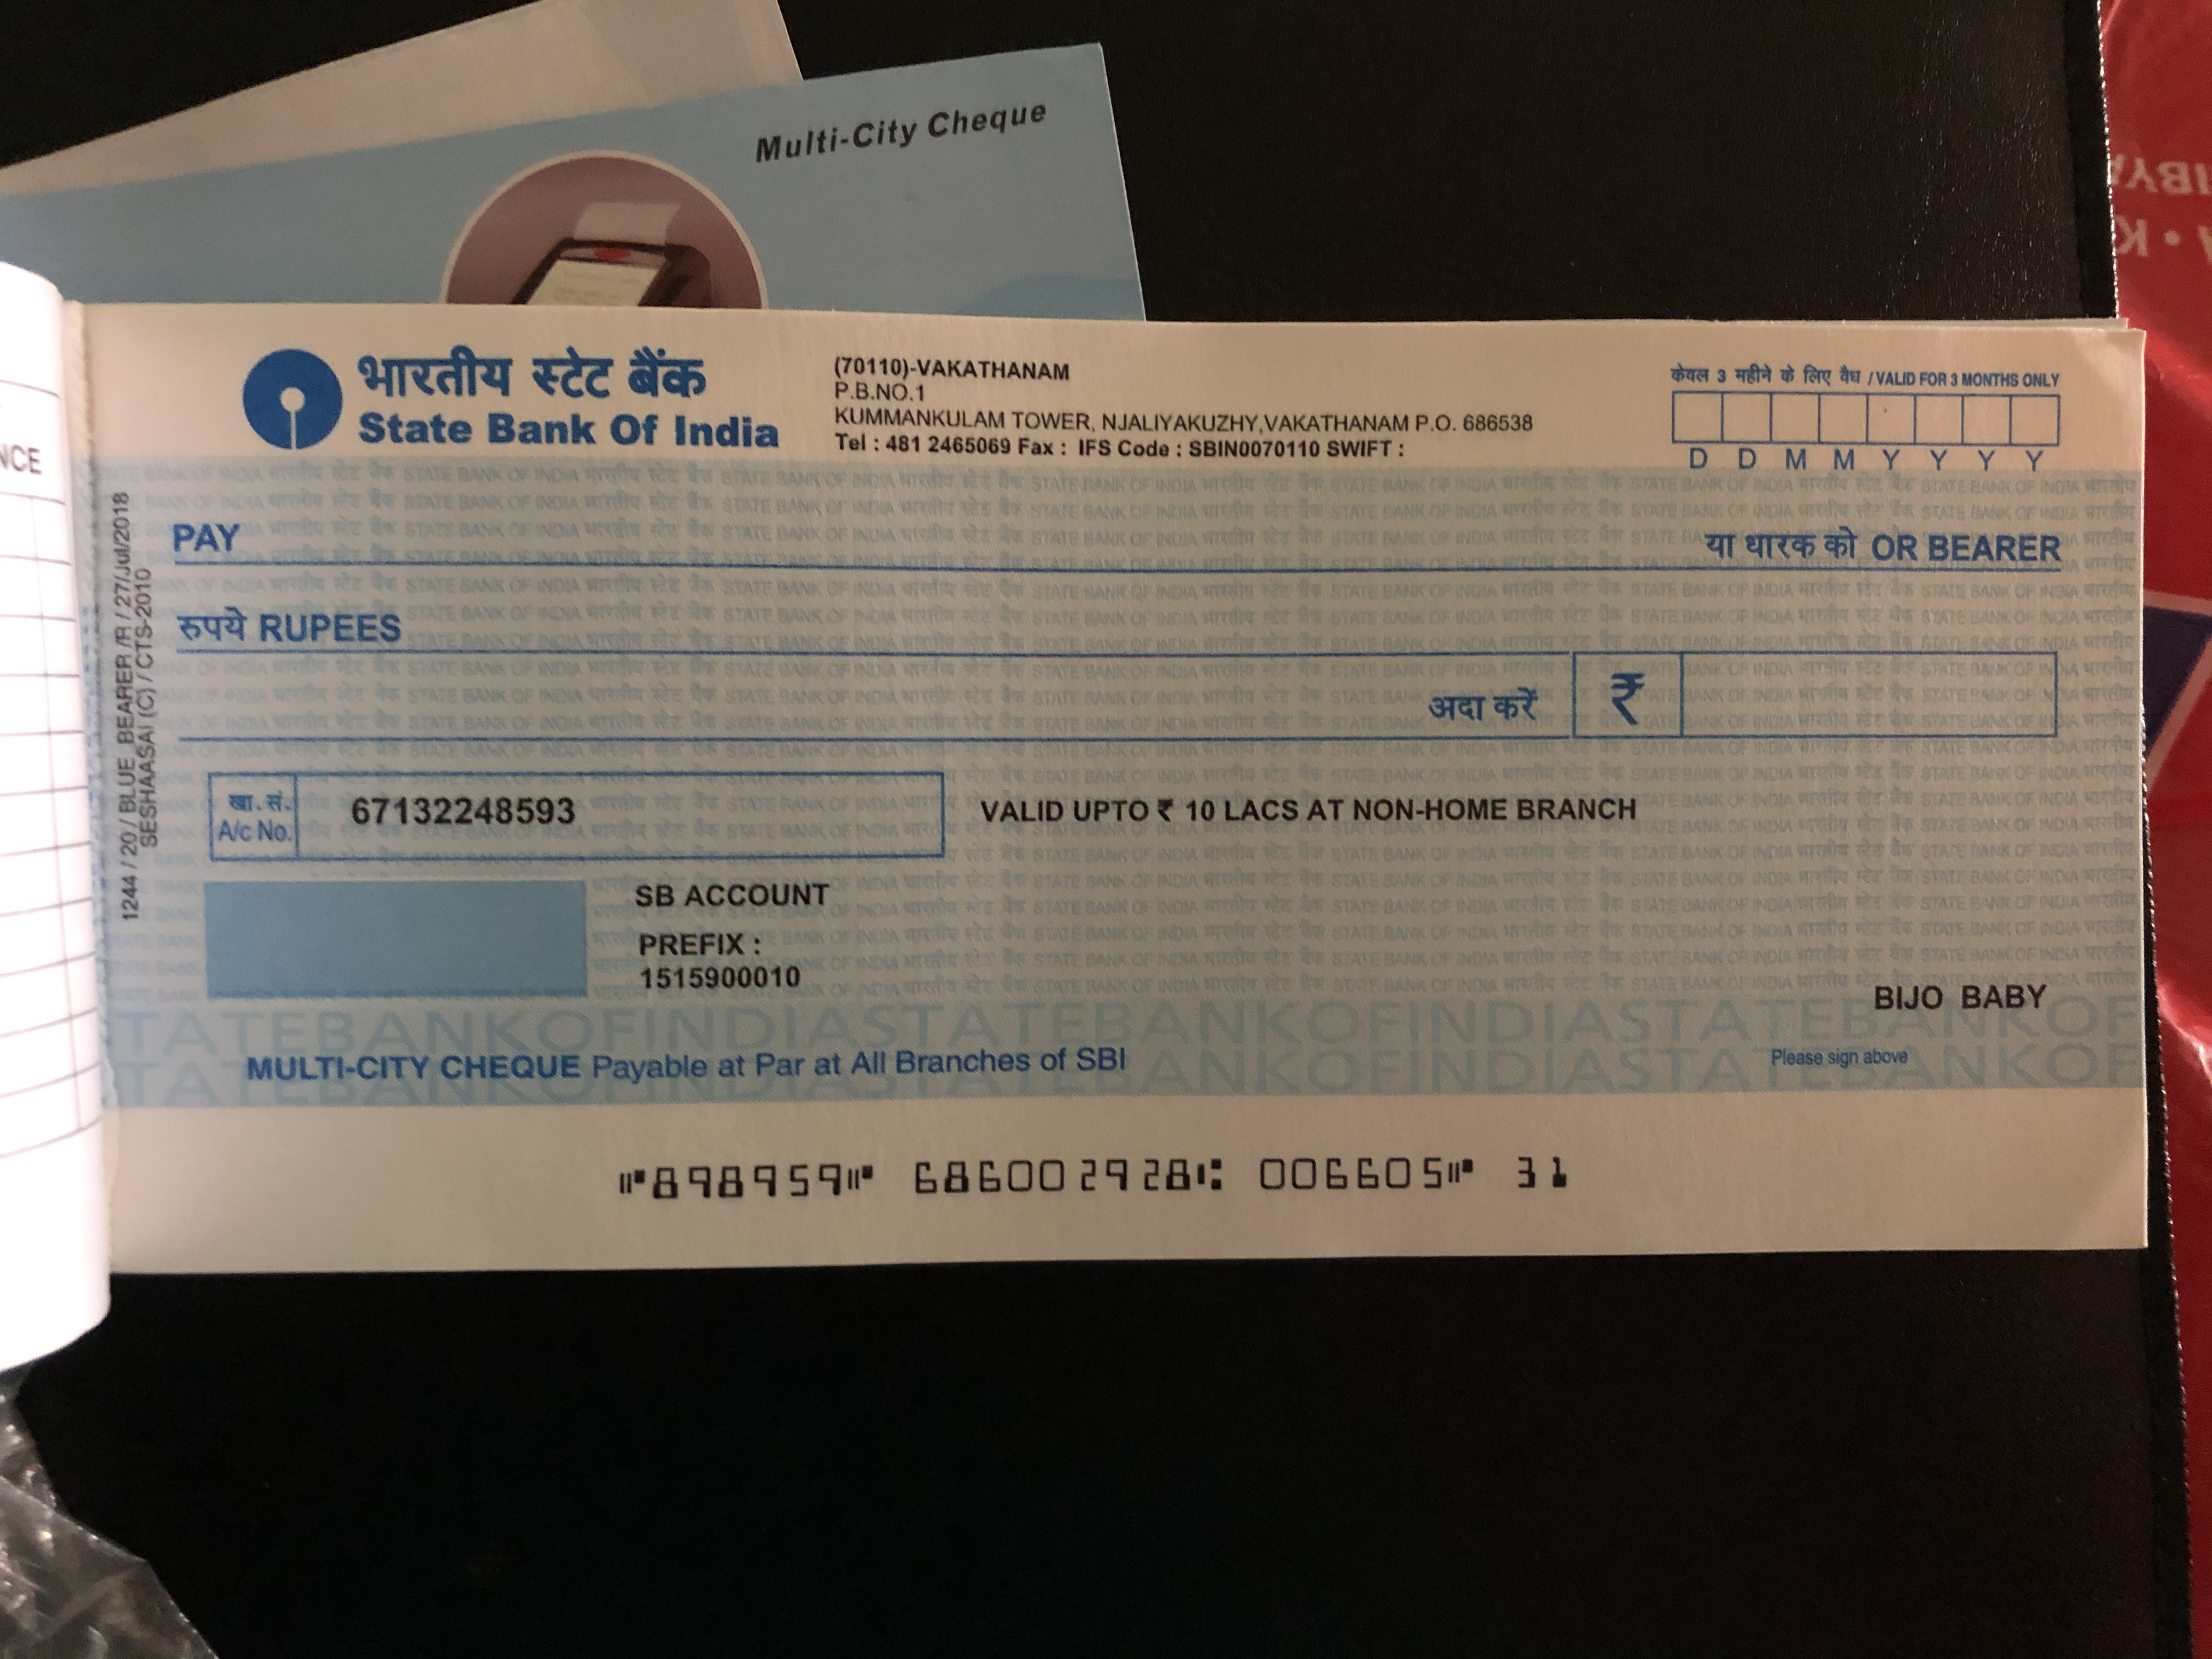 NCE
Multi-City Cheque
1244 / 20 / BLUE_BEARER /R / 27/Jul/2018
SESHAASAI (C) / CTS-2010
भारतीय स्टेट बैंक
State Bank Of India
(70110)-VAKATHANAM
P.B.NO.1
KUMMANKULAM TOWER, NJALIYAKUZHY,VAKATHANAM P.O. 686538
Tel : 481 2465069 Fax : IFS Code : SBIN0070110 SWIFT :
केवल 3 महीने के लिए वैध / VALID FOR 3 MONTHS ONLY
D D M M Y Y Y Y
PAY
या धारक को OR BEARER
रुपये RUPEES
अदा करें ₹
खा. सं.
A/c No.
67132248593
VALID UPTO ₹ 10 LACS AT NON-HOME BRANCH
SB ACCOUNT
PREFIX :
1515900010
BIJO BABY
MULTI-CITY CHEQUE Payable at Par at All Branches of SBI
Please sign above
⑈898959⑈ 686002928⑆ 006605⑈ 31